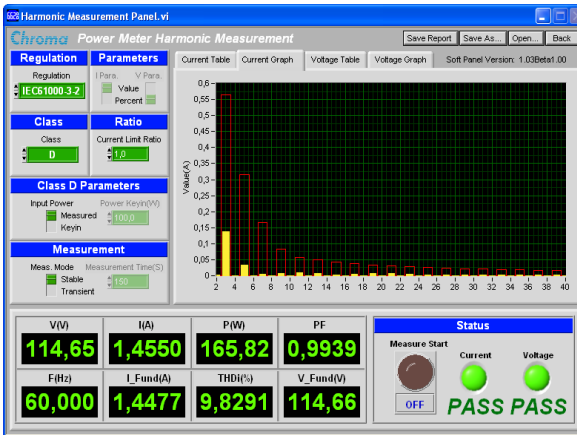 6628 Harmonic Measurement Panel.vi
Chroma Power Meter Harmonic Measurement
Save Report Save As... Open... Back
Regulation Parameters
Current Table Current Graph Voltage Table Voltage Graph Soft Panel Version: 1.03Beta1.00
Regulation I Para. V Para.
IEC61000-3-2 Value
Percent
Class Ratio
Class Current Limit Ratio
D 1,0
Class D Parameters
Input Power Power Keyin(W)
Measured 100,0
Keyin
Measurement
Meas. Mode Measurement Time(S)
Stable 150
Transient
Value(A)
0,6
0,55
0,5
0,45
0,4
0,35
0,3
0,25
0,2
0,15
0,1
0,05
0
2 4 6 8 10 12 14 16 18 20 22 24 26 28 30 32 34 36 38 40
V(V) I(A) P(W) PF
114,65 1,4550 165,82 0,9939
F(Hz) I_Fund(A) THDi(%) V_Fund(V)
60,000 1,4477 9,8291 114,66
Status
Measure Start Current Voltage
OFF PASS PASS